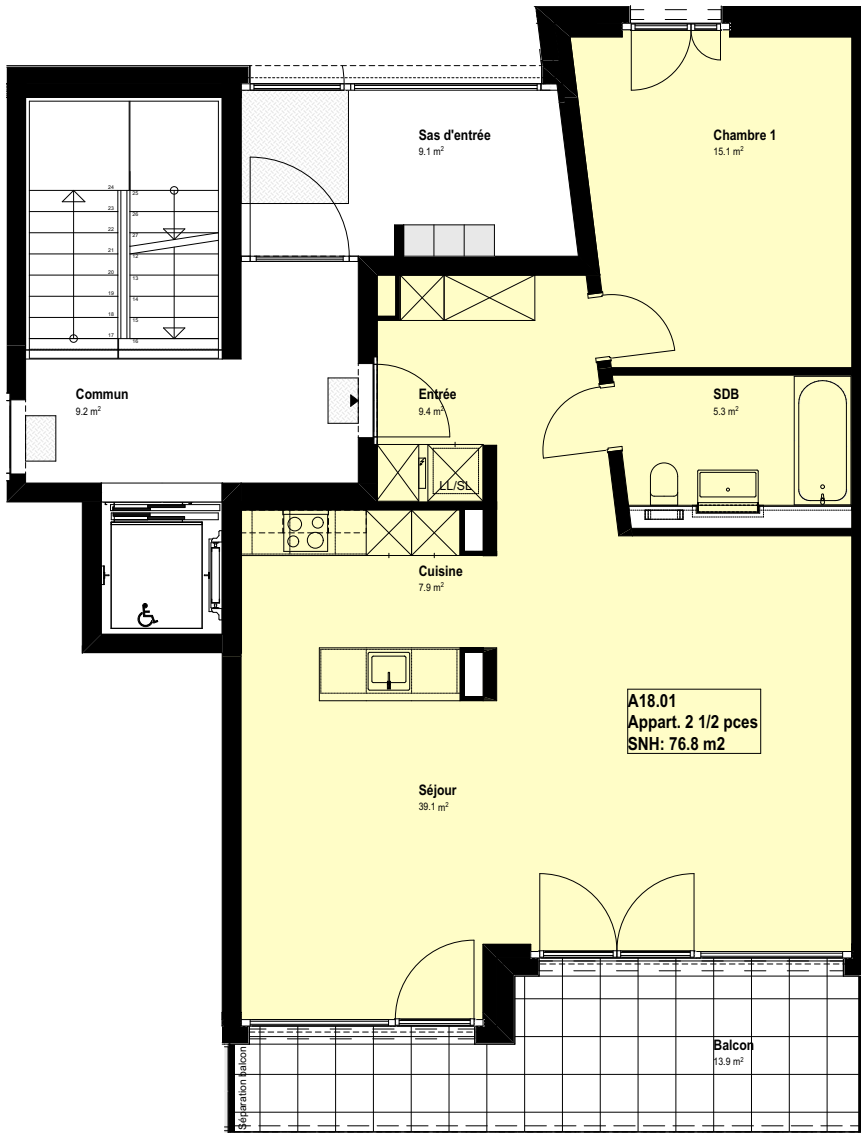 Sas d'entrée
9.1 m²
Chambre 1
15.1 m²
24
25
23
26
22
27
21
12
20
13
19
14
18
15
17
16
Commun
9.2 m²
Entrée
9.4 m²
SDB
5.3 m²
LL/SL
Cuisine
7.9 m²
A18.01
Appart. 2 1/2 pces
SNH: 76.8 m2
Séjour
39.1 m²
Balcon
13.9 m²
Séparation balcon